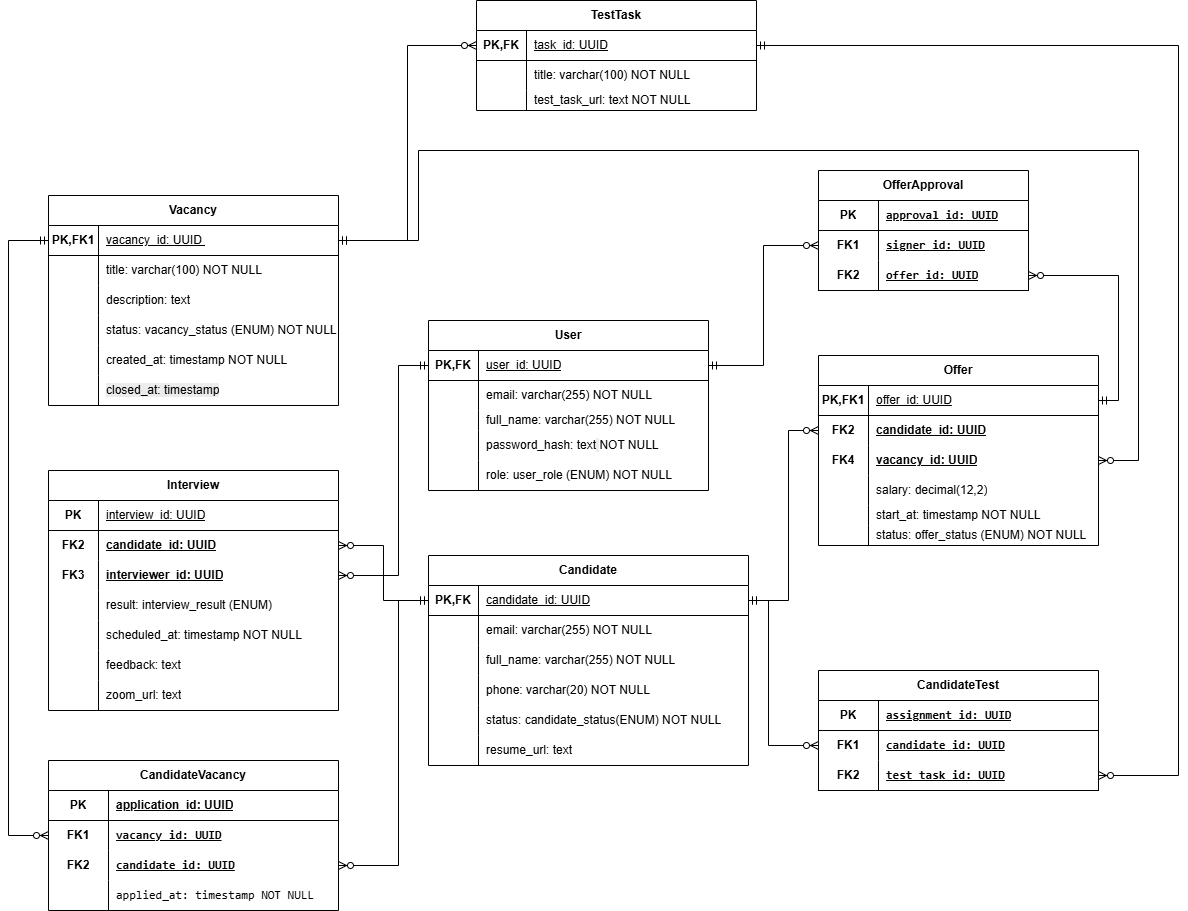 TestTask
PK,FK task_id: UUID
title: varchar(100) NOT NULL
test_task_url: text NOT NULL
Vacancy
PK,FK1 vacancy_id: UUID
title: varchar(100) NOT NULL
description: text
status: vacancy_status (ENUM) NOT NULL
created_at: timestamp NOT NULL
closed_at: timestamp
OfferApproval
PK approval_id: UUID
FK1 signer_id: UUID
FK2 offer_id: UUID
User
PK,FK user_id: UUID
email: varchar(255) NOT NULL
full_name: varchar(255) NOT NULL
password_hash: text NOT NULL
role: user_role (ENUM) NOT NULL
Offer
PK,FK1 offer_id: UUID
FK2 candidate_id: UUID
FK4 vacancy_id: UUID
salary: decimal(12,2)
start_at: timestamp NOT NULL
status: offer_status (ENUM) NOT NULL
Interview
PK interview_id: UUID
FK2 candidate_id: UUID
FK3 interviewer_id: UUID
result: interview_result (ENUM)
scheduled_at: timestamp NOT NULL
feedback: text
zoom_url: text
Candidate
PK,FK candidate_id: UUID
email: varchar(255) NOT NULL
full_name: varchar(255) NOT NULL
phone: varchar(20) NOT NULL
status: candidate_status(ENUM) NOT NULL
resume_url: text
CandidateTest
PK assignment_id: UUID
FK1 candidate_id: UUID
FK2 test_task_id: UUID
CandidateVacancy
PK application_id: UUID
FK1 vacancy_id: UUID
FK2 candidate_id: UUID
applied_at: timestamp NOT NULL